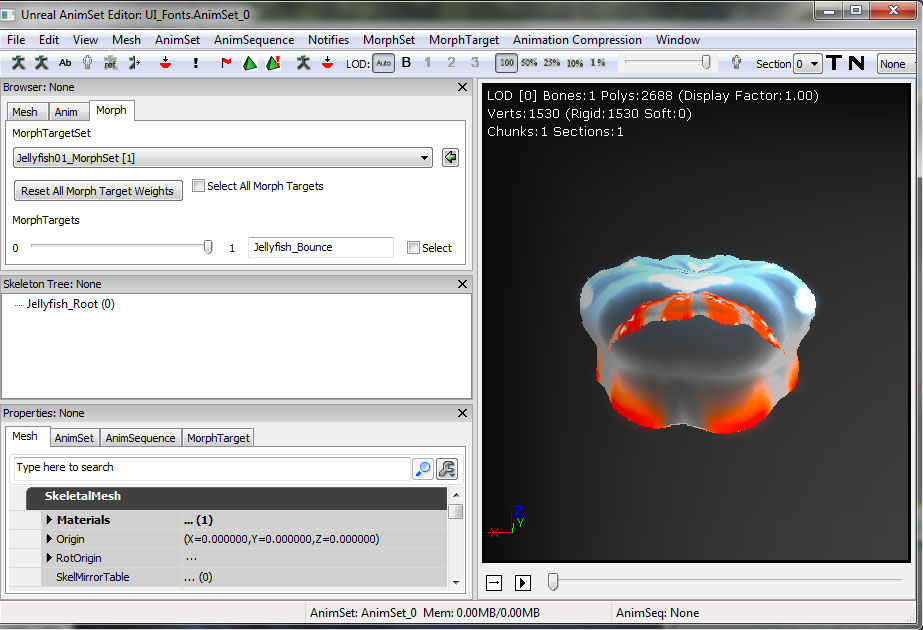 Unreal AnimSet Editor: UI_Fonts.AnimSet_0
File Edit View Mesh AnimSet AnimSequence Notifies MorphSet MorphTarget Animation Compression Window
Ab ref ! LOD: Auto B 1 2 3 100 50% 25% 10% 1% Section 0 T N None
Browser: None
Mesh Anim Morph
MorphTargetSet
Jellyfish01_MorphSet [1]
Reset All Morph Target Weights Select All Morph Targets
MorphTargets
0 1 Jellyfish_Bounce Select
Skeleton Tree: None
Jellyfish_Root (0)
Properties: None
Mesh AnimSet AnimSequence MorphTarget
Type here to search
SkeletalMesh
Materials ... (1)
Origin (X=0.000000,Y=0.000000,Z=0.000000)
RotOrigin ...
SkelMirrorTable ... (0)
LOD [0] Bones:1 Polys:2688 (Display Factor:1.00)
Verts:1530 (Rigid:1530 Soft:0)
Chunks:1 Sections:1
Z
X Y
AnimSet: AnimSet_0 Mem: 0.00MB/0.00MB AnimSeq: None